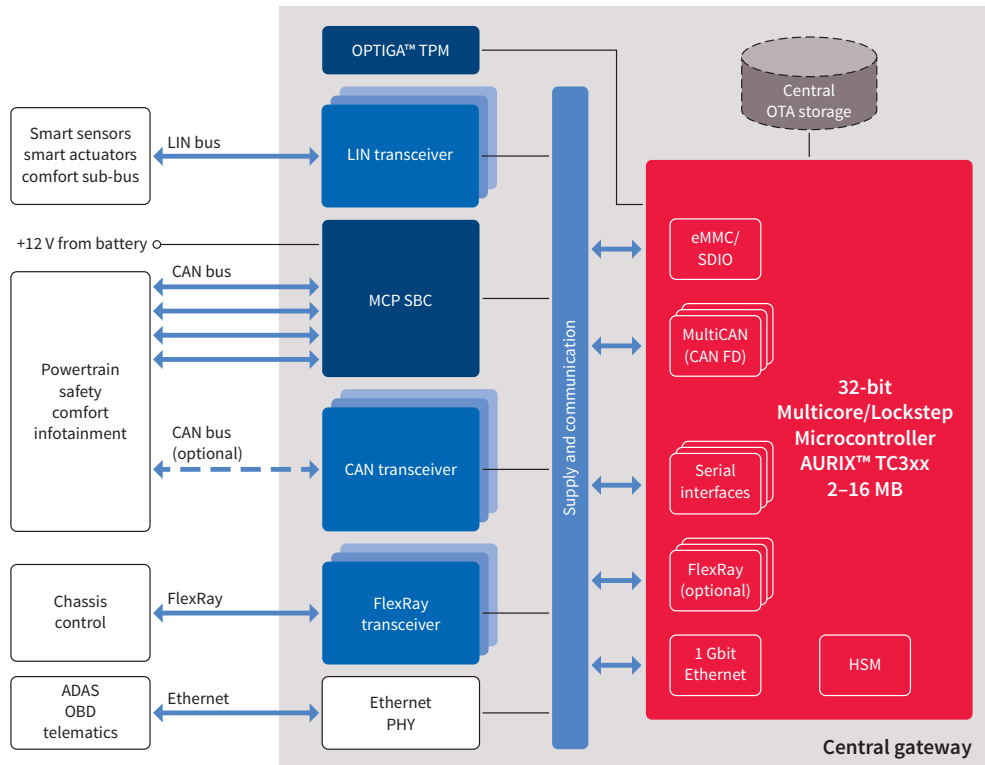 OPTIGA™ TPM
Central
OTA storage
Smart sensors
smart actuators
comfort sub-bus
LIN bus
LIN transceiver
+12 V from battery
CAN bus
MCP SBC
Powertrain
safety
comfort
infotainment
CAN bus
(optional)
CAN transceiver
Chassis
control
FlexRay
FlexRay
transceiver
ADAS
OBD
telematics
Ethernet
Ethernet
PHY
Supply and communication
eMMC/
SDIO
MultiCAN
(CAN FD)
Serial
interfaces
FlexRay
(optional)
1 Gbit
Ethernet
HSM
32-bit
Multicore/Lockstep
Microcontroller
AURIX™ TC3xx
2–16 MB
Central gateway